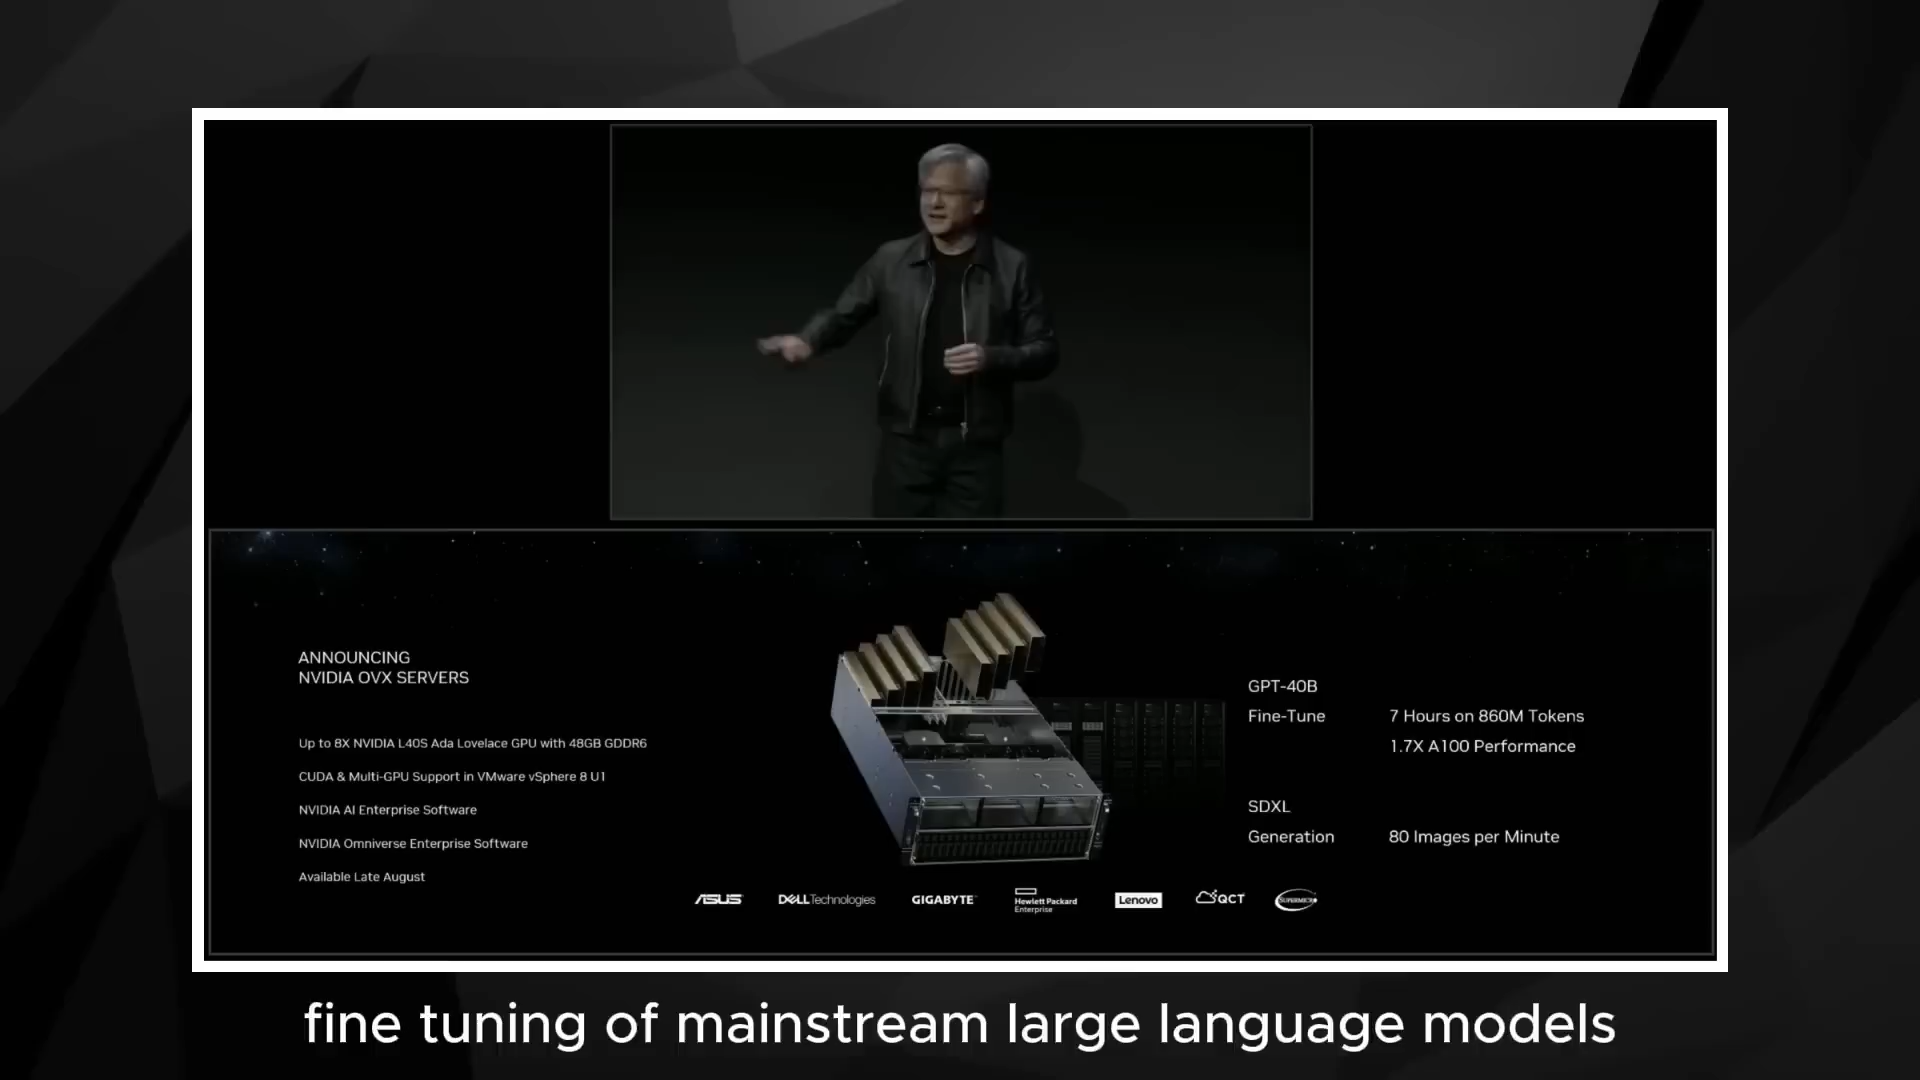 ANNOUNCING
NVIDIA OVX SERVERS
Up to 8X NVIDIA L40S Ada Lovelace GPU with 48GB GDDR6
CUDA & Multi-GPU Support in VMware vSphere 8 U1
NVIDIA AI Enterprise Software
NVIDIA Omniverse Enterprise Software
Available Late August
GPT-40B
Fine-Tune 7 Hours on 860M Tokens
1.7X A100 Performance
SDXL
Generation 80 Images per Minute
ASUS DELL Technologies GIGABYTE Hewlett Packard Enterprise Lenovo QCT SUPERMICRO
fine tuning of mainstream large language models